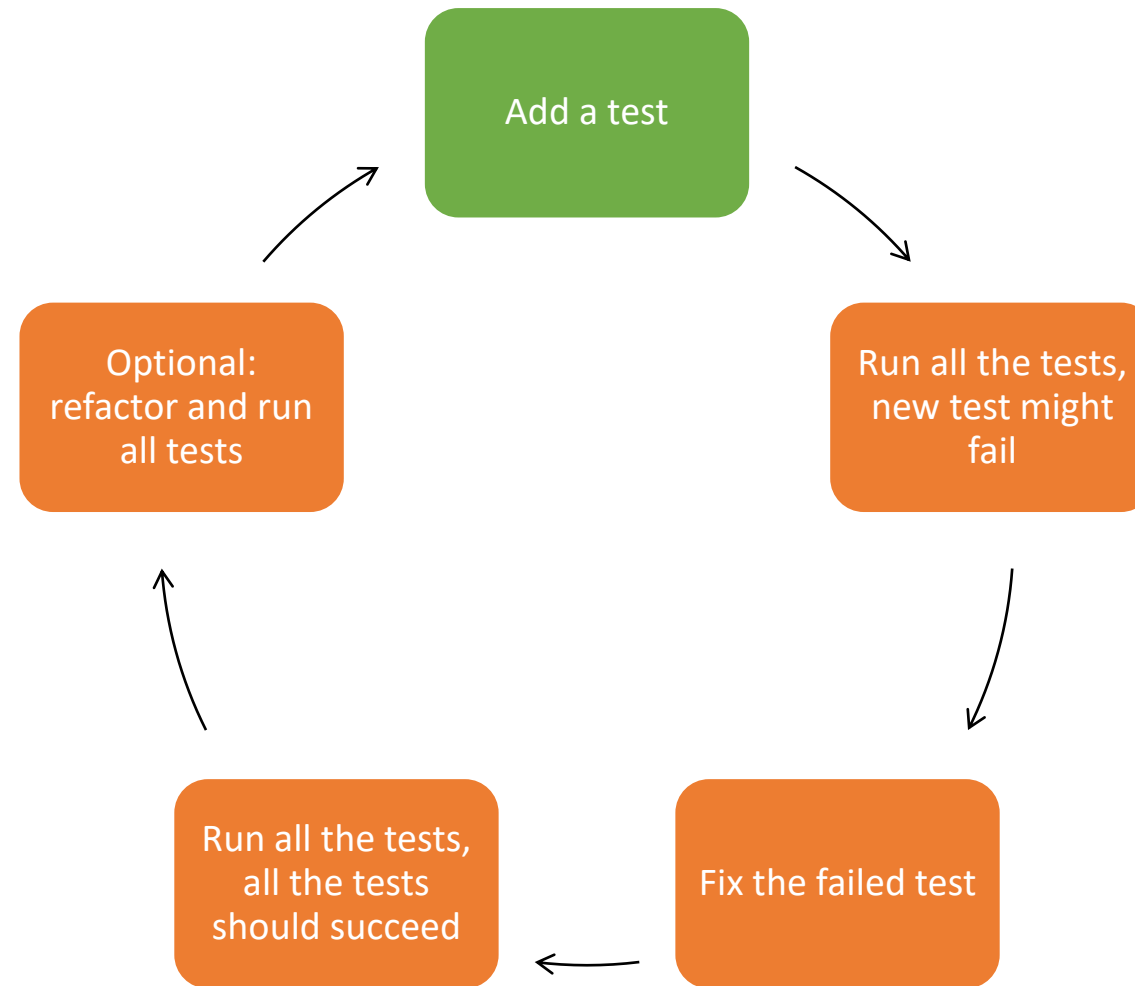 Add a test
Run all the tests,
new test might
fail
Fix the failed test
Run all the tests,
all the tests
should succeed
Optional:
refactor and run
all tests